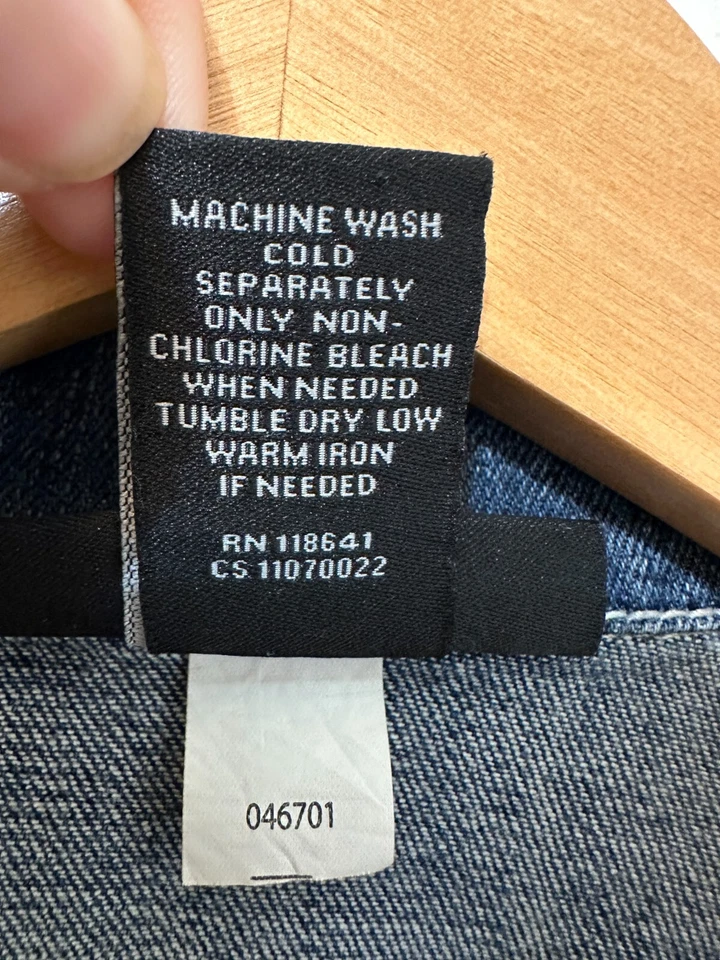 MACHINE WASH
COLD
SEPARATELY
ONLY NON-
CHLORINE BLEACH
WHEN NEEDED
TUMBLE DRY LOW
WARM IRON
IF NEEDED
RN 118641
CS 11070022
046701